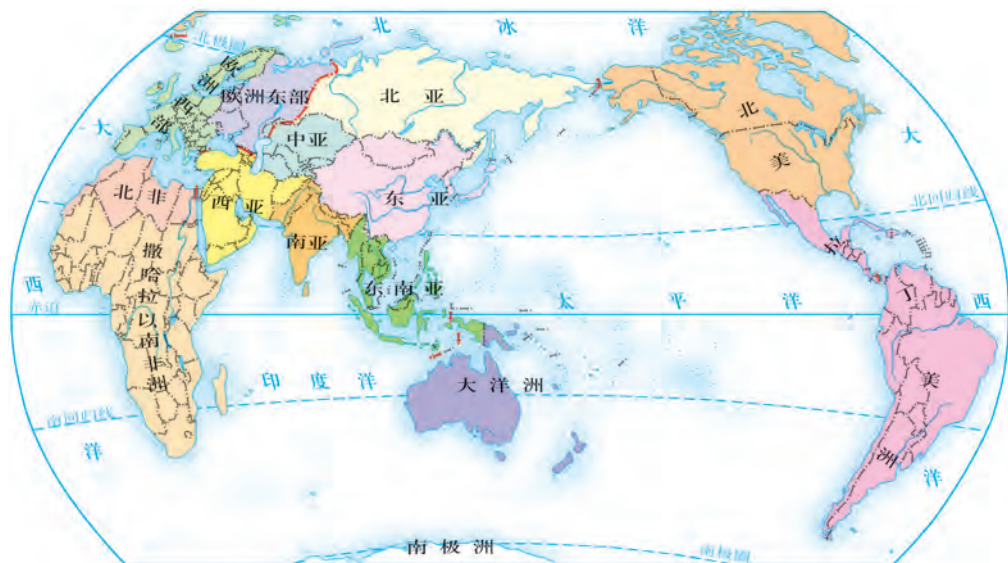 北冰洋
北极圈
欧洲西部
欧洲东部
北亚
北美
大
大
中亚
东亚
西亚
南亚
北非
北回归线
撒哈拉以南非洲
东南亚
太平洋
西
西
赤道
拉丁美洲
印度洋
大洋洲
南回归线
洋
洋
南极洲
南极圈